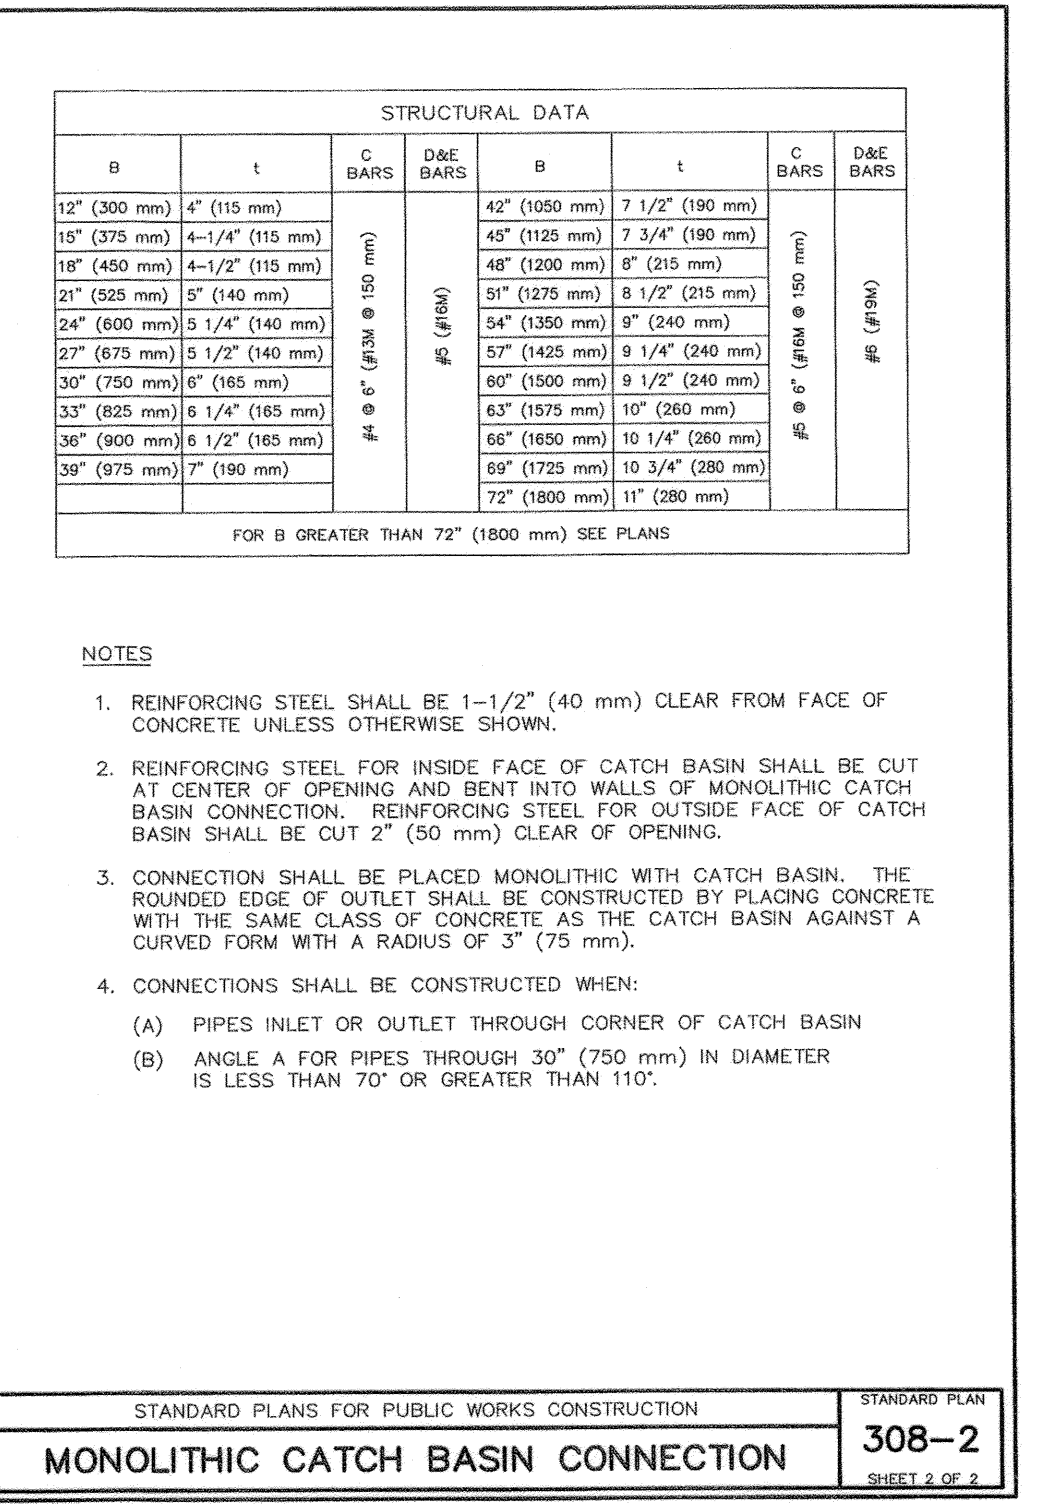 STRUCTURAL DATA
B t C BARS D&E BARS B t C BARS D&E BARS
12" (300 mm) 4" (115 mm) 42" (1050 mm) 7 1/2" (190 mm)
15" (375 mm) 4-1/4" (115 mm) 45" (1125 mm) 7 3/4" (190 mm)
18" (450 mm) 4-1/2" (115 mm) 48" (1200 mm) 8" (215 mm)
21" (525 mm) 5" (140 mm) 51" (1275 mm) 8 1/2" (215 mm)
24" (600 mm) 5 1/4" (140 mm) 54" (1350 mm) 9" (240 mm)
27" (675 mm) 5 1/2" (140 mm) 57" (1425 mm) 9 1/4" (240 mm)
30" (750 mm) 6" (165 mm) 60" (1500 mm) 9 1/2" (240 mm)
33" (825 mm) 6 1/4" (165 mm) 63" (1575 mm) 10" (260 mm)
36" (900 mm) 6 1/2" (165 mm) 66" (1650 mm) 10 1/4" (260 mm)
39" (975 mm) 7" (190 mm) 69" (1725 mm) 10 3/4" (280 mm)
72" (1800 mm) 11" (280 mm)
#4 @ 6" (#13M @ 150 mm)
#5 (#16M)
#5 @ 6" (#16M @ 150 mm)
#6 (#19M)
FOR B GREATER THAN 72" (1800 mm) SEE PLANS
NOTES
1. REINFORCING STEEL SHALL BE 1-1/2" (40 mm) CLEAR FROM FACE OF
CONCRETE UNLESS OTHERWISE SHOWN.
2. REINFORCING STEEL FOR INSIDE FACE OF CATCH BASIN SHALL BE CUT
AT CENTER OF OPENING AND BENT INTO WALLS OF MONOLITHIC CATCH
BASIN CONNECTION. REINFORCING STEEL FOR OUTSIDE FACE OF CATCH
BASIN SHALL BE CUT 2" (50 mm) CLEAR OF OPENING.
3. CONNECTION SHALL BE PLACED MONOLITHIC WITH CATCH BASIN. THE
ROUNDED EDGE OF OUTLET SHALL BE CONSTRUCTED BY PLACING CONCRETE
WITH THE SAME CLASS OF CONCRETE AS THE CATCH BASIN AGAINST A
CURVED FORM WITH A RADIUS OF 3" (75 mm).
4. CONNECTIONS SHALL BE CONSTRUCTED WHEN:
(A) PIPES INLET OR OUTLET THROUGH CORNER OF CATCH BASIN
(B) ANGLE A FOR PIPES THROUGH 30" (750 mm) IN DIAMETER
IS LESS THAN 70° OR GREATER THAN 110°.
STANDARD PLANS FOR PUBLIC WORKS CONSTRUCTION
MONOLITHIC CATCH BASIN CONNECTION
STANDARD PLAN
308-2
SHEET 2 OF 2